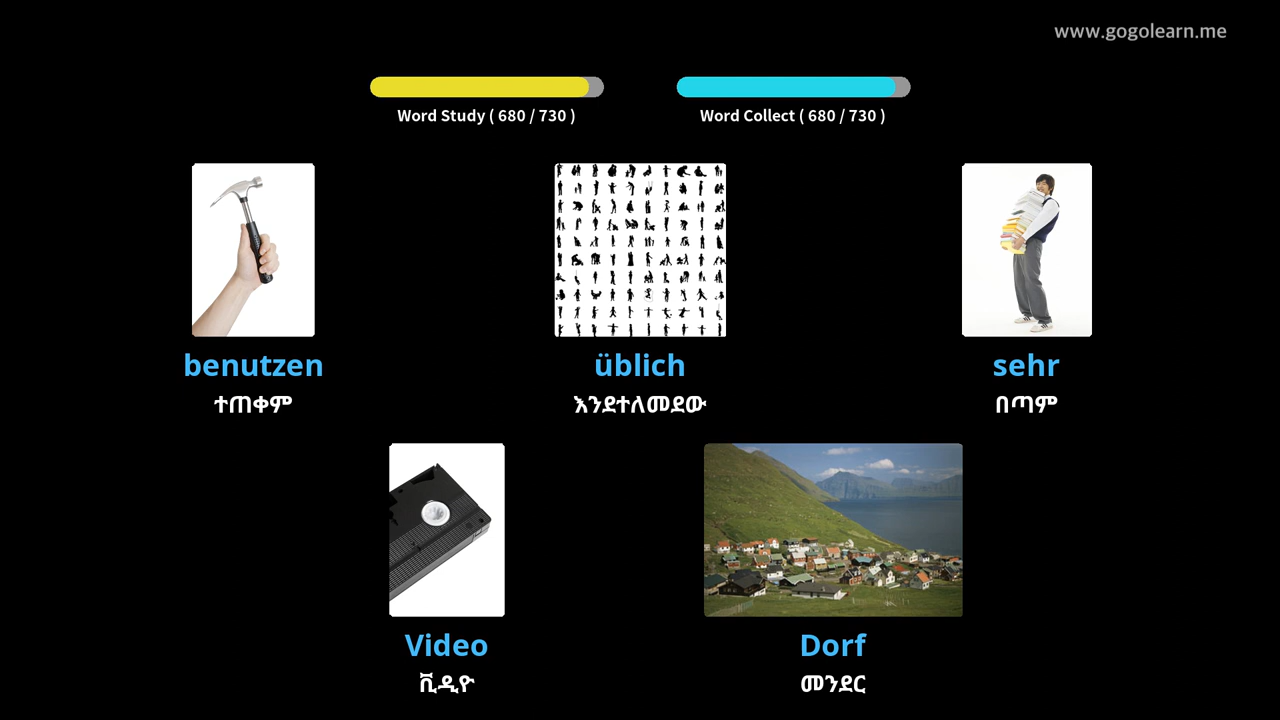 www.gogolearn.me
Word Study ( 680 / 730 )
Word Collect ( 680 / 730 )
benutzen
ተጠቀም
üblich
እንደተለመደው
sehr
በጣም
Video
ቪዲዮ
Dorf
መንደር